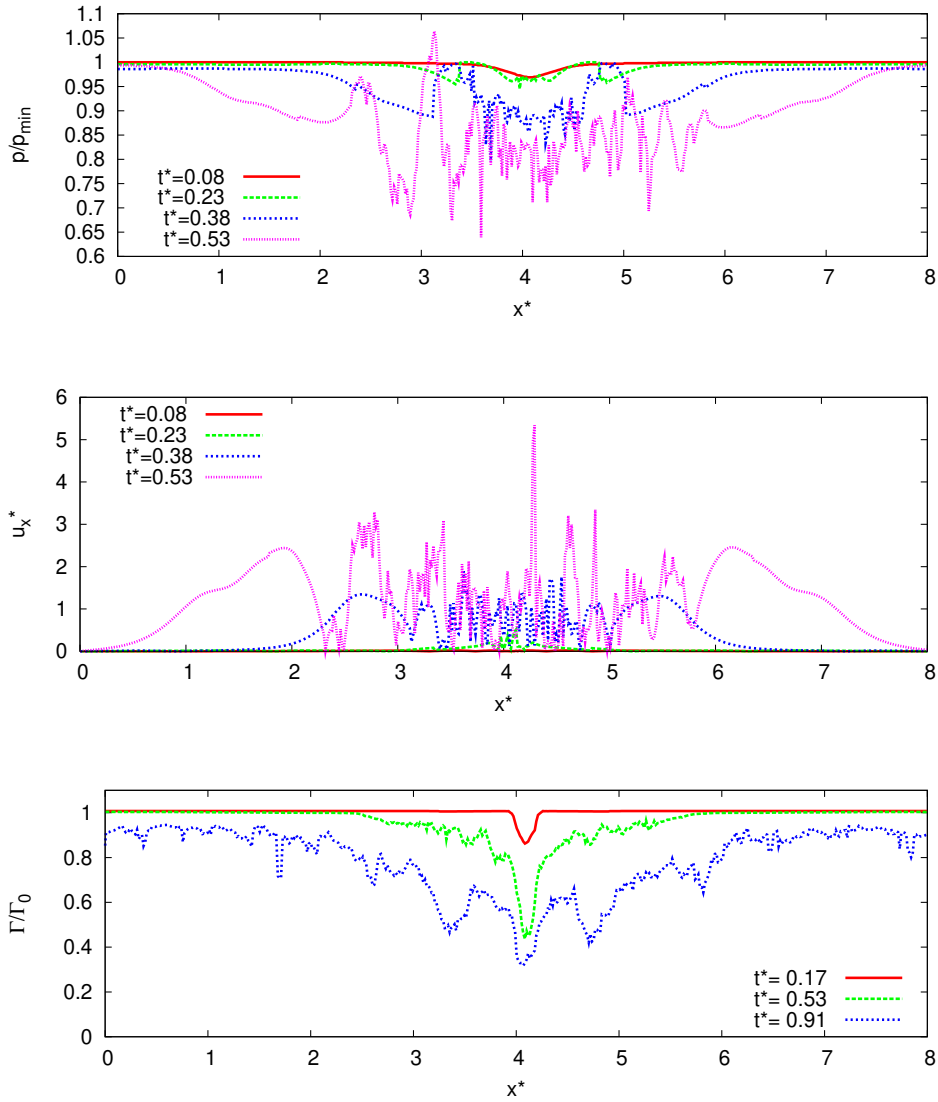 1.1
1.05
1
0.95
0.9
0.85
0.8
0.75
0.7
0.65
0.6
p/p_min
t*=0.08
t*=0.23
t*=0.38
t*=0.53
0 1 2 3 4 5 6 7 8
x*
6
5
4
3
2
1
0
u_x*
t*=0.08
t*=0.23
t*=0.38
t*=0.53
0 1 2 3 4 5 6 7 8
x*
1
0.8
0.6
0.4
0.2
0
Γ/Γ_0
t*= 0.17
t*= 0.53
t*= 0.91
0 1 2 3 4 5 6 7 8
x*